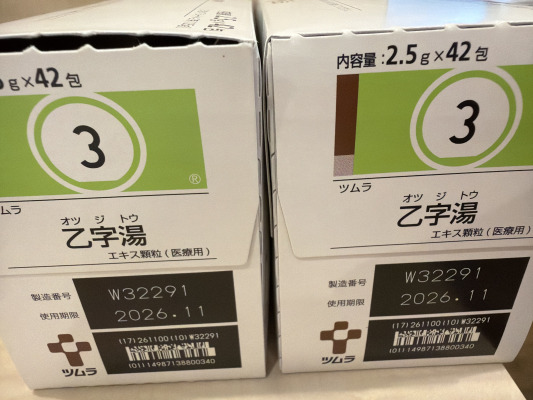 g×42包
3
®
ムラ
オツ ジ トウ
乙字湯
エキス顆粒(医療用)
製造番号 W32291
使用期限 2026.11
(17)261100(10)W32291
(01)14987138800340
ツムラ
内容量:2.5g×42包
3
ツムラ
オツ ジ トウ
乙字湯
エキス顆粒(医療用)
製造番号 W32291
使用期限 2026.11
(17)261100(10)W32291
(01)14987138800340
ツムラ